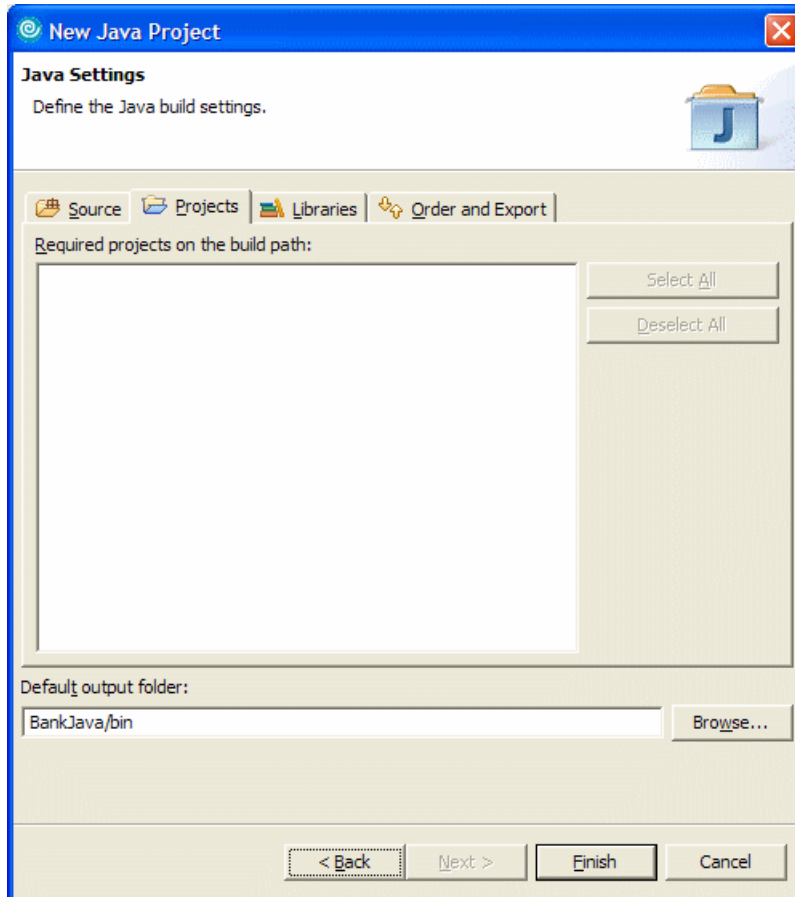 New Java Project
Java Settings
Define the Java build settings.
J
Source Projects Libraries Order and Export
Required projects on the build path:
Select All
Deselect All
Default output folder:
BankJava/bin
Browse...
< Back Next > Finish Cancel